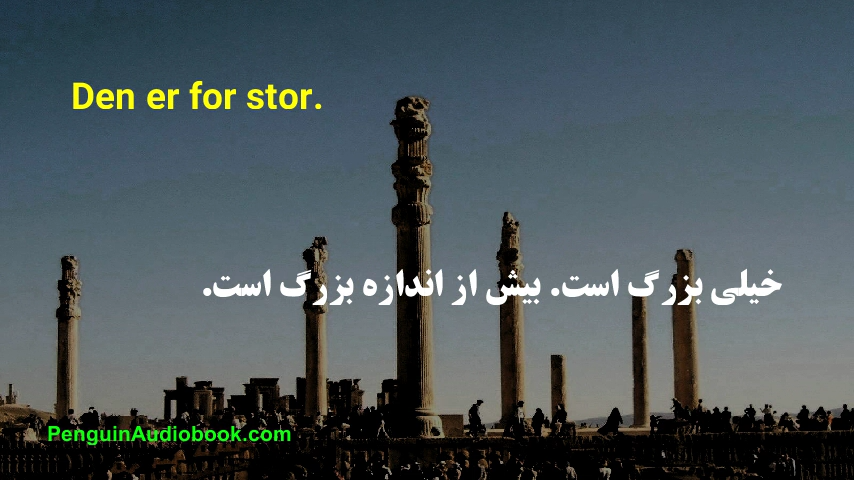 Den er for stor.
خیلی بزرگ است. بیش از اندازه بزرگ است.
PenguinAudiobook.com